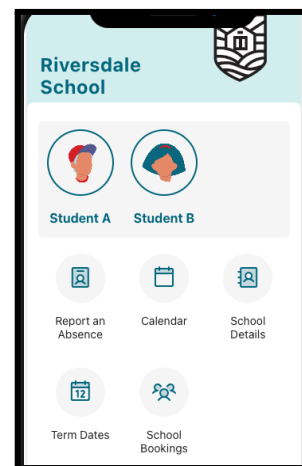 Riversdale
School
Student A Student B
Report an Absence
Calendar
School Details
12
Term Dates
School Bookings